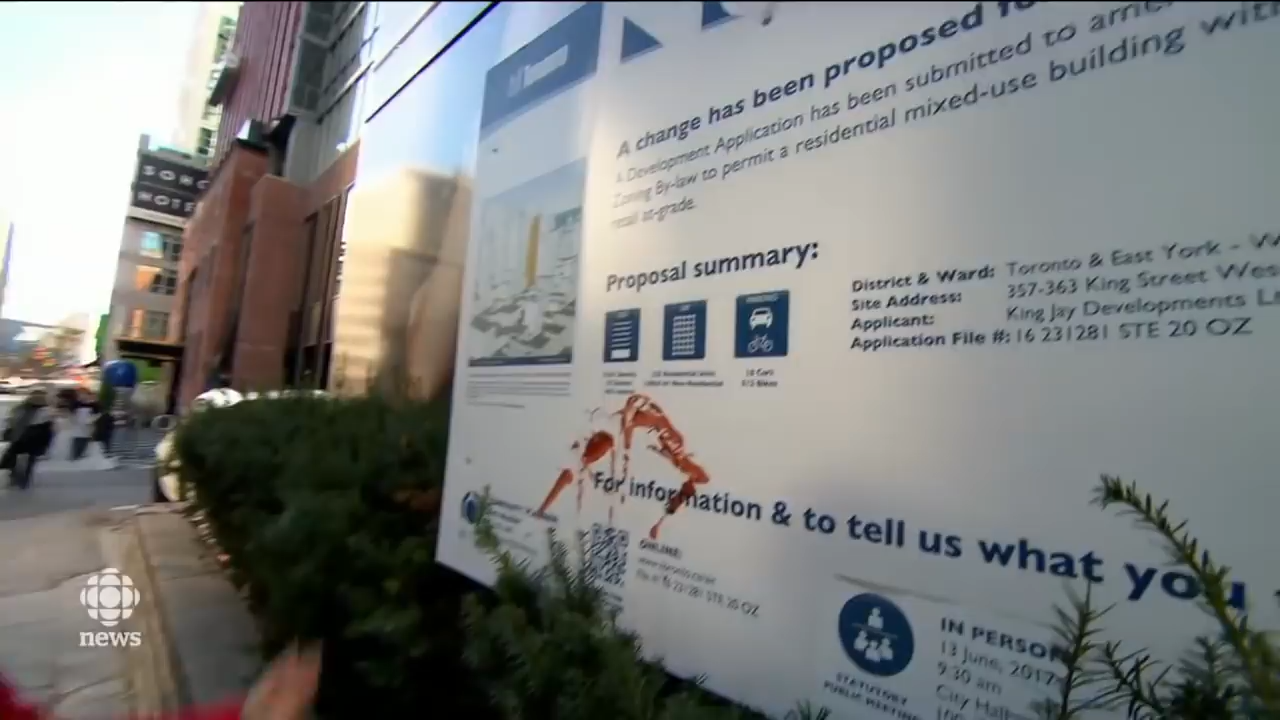 A change has been proposed
A Development Application has been submitted to
Zoning By-law to permit a residential mixed-use building with
retail at-grade.
SOHO
HOTE
Proposal summary:
District & Ward: Toronto & East York -
Site Address: 357-363 King Street Wes
Applicant: King Jay Developments L
Application File #: 16 231281 STE 20 OZ
For information & to tell us what you
ONLINE:
IN PERSON
13 June, 2017
9:30 am
City Hall
STATUTORY
PUBLIC MEETING
news